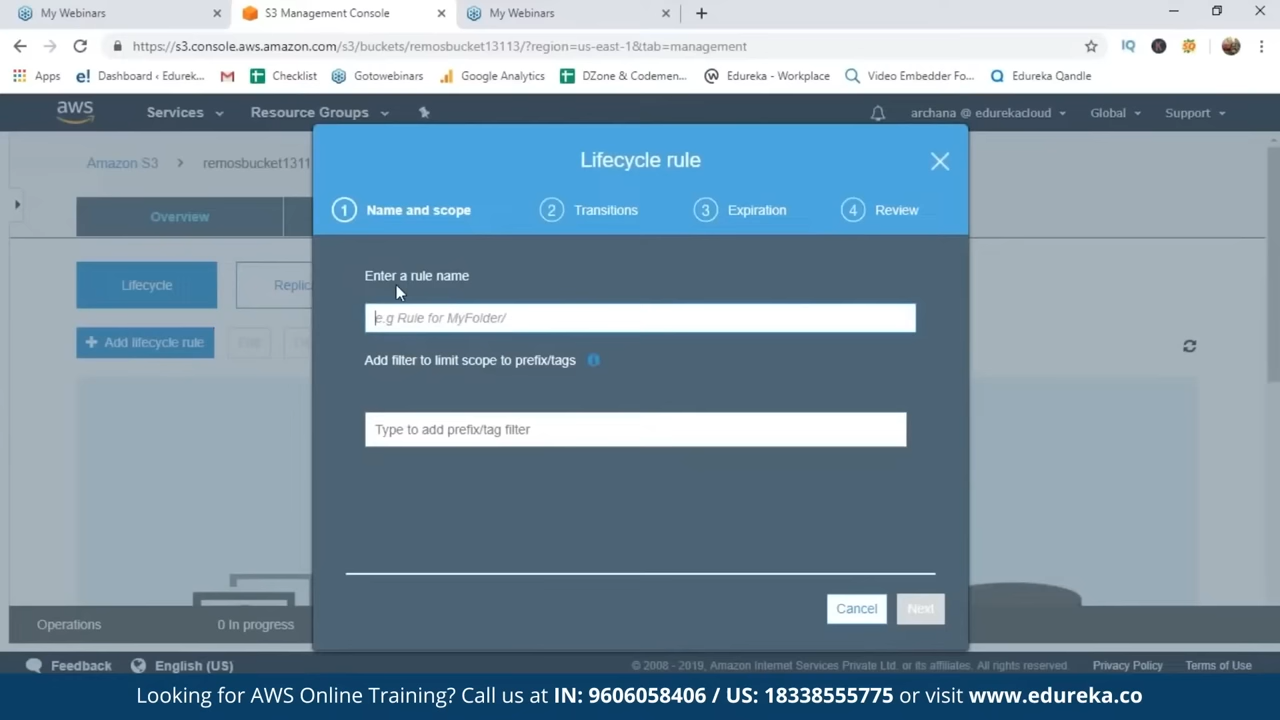 My Webinars
S3 Management Console
My Webinars
https://s3.console.aws.amazon.com/s3/buckets/remosbucket13113/?region=us-east-1&tab=management
Apps
Dashboard ‹ Edurek...
Checklist
Gotowebinars
Google Analytics
DZone & Codemen...
Edureka - Workplace
Video Embedder Fo...
Edureka Qandle
aws
Services
Resource Groups
archana @ edurekacloud
Global
Support
Lifecycle rule
Amazon S3
remosbucket1311
1 Name and scope
2 Transitions
3 Expiration
4 Review
Overview
Enter a rule name
Lifecycle
Replic
e.g Rule for MyFolder/
+ Add lifecycle rule
Add filter to limit scope to prefix/tags
Type to add prefix/tag filter
Cancel
Next
Operations
0 In progress
Feedback
English (US)
© 2008 - 2019, Amazon Internet Services Private Ltd. or its affiliates. All rights reserved
Privacy Policy
Terms of Use
Looking for AWS Online Training? Call us at IN: 9606058406 / US: 18338555775 or visit www.edureka.co